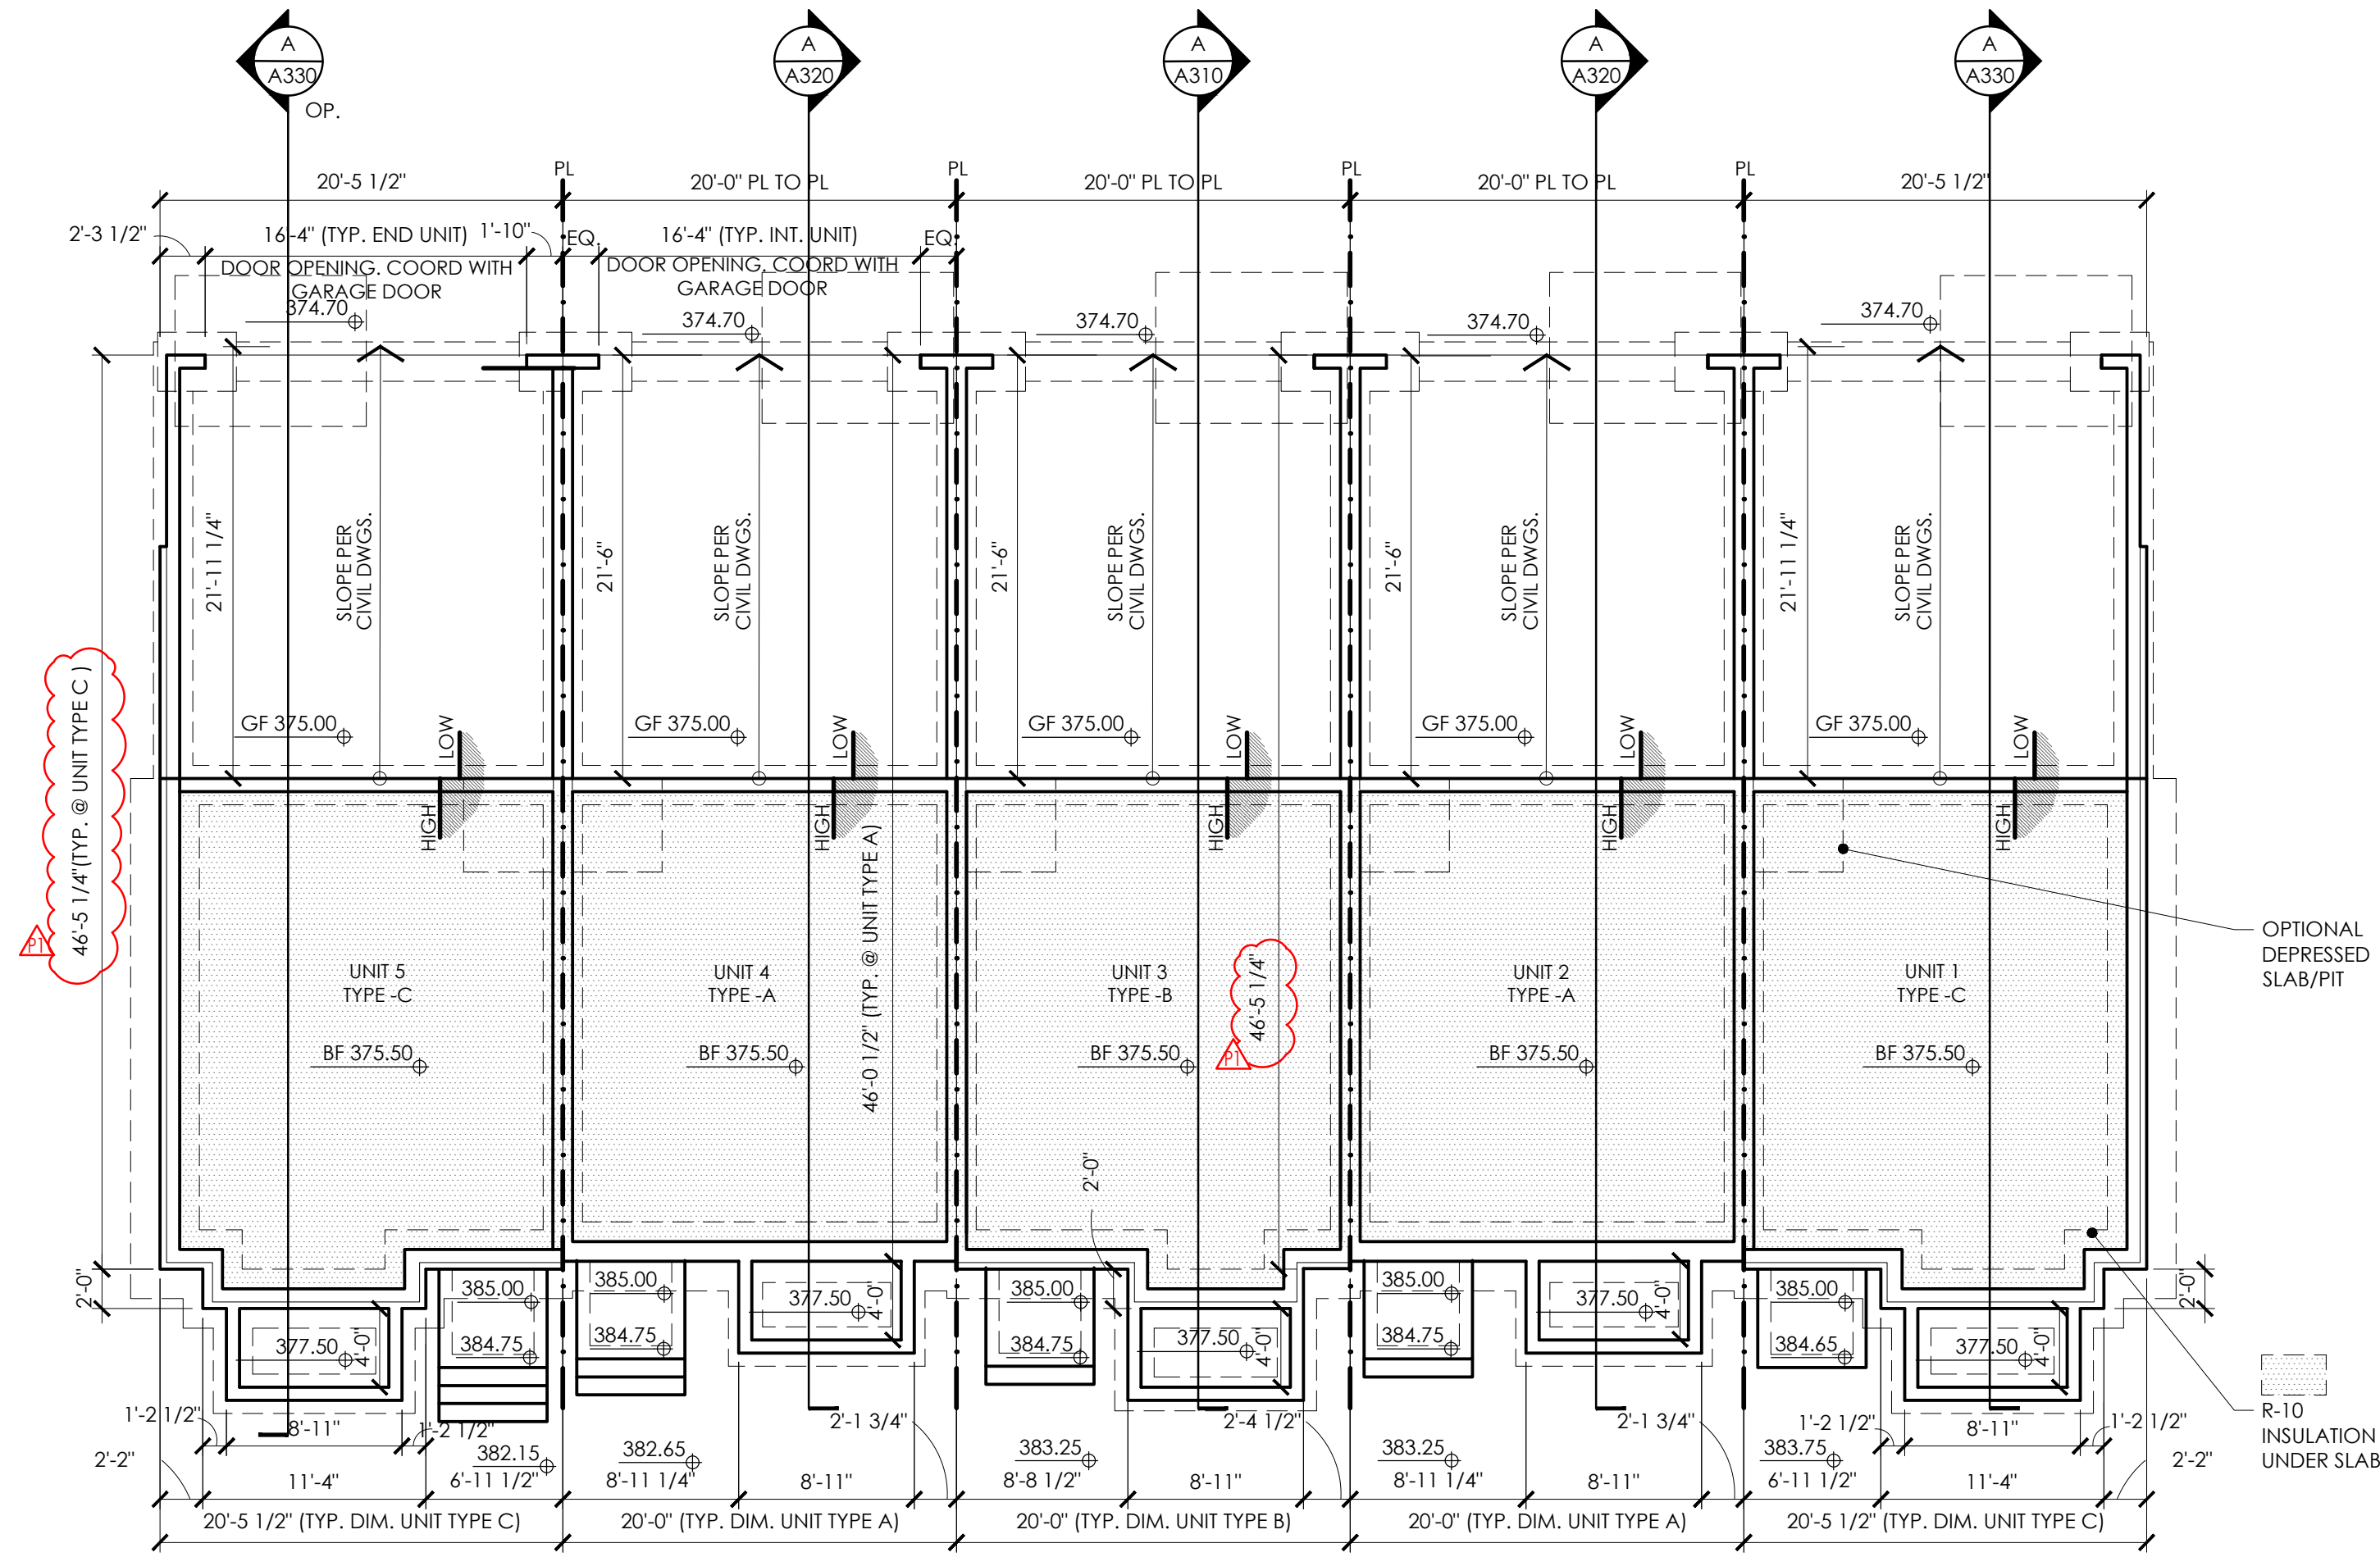 A
A330
A
A320
A
A310
A
A320
A
A330
OP.
PL
PL
PL
PL
20'-5 1/2"
20'-0" PL TO PL
20'-0" PL TO PL
20'-0" PL TO PL
20'-5 1/2"
2'-3 1/2"
16'-4" (TYP. END UNIT)
1'-10"
EQ.
16'-4" (TYP. INT. UNIT)
EQ.
DOOR OPENING. COORD WITH
GARAGE DOOR
DOOR OPENING. COORD WITH
GARAGE DOOR
374.70
374.70
374.70
374.70
374.70
21'-11 1/4"
SLOPE PER
CIVIL DWGS.
21'-6"
SLOPE PER
CIVIL DWGS.
21'-6"
SLOPE PER
CIVIL DWGS.
21'-6"
SLOPE PER
CIVIL DWGS.
21'-11 1/4"
SLOPE PER
CIVIL DWGS.
46'-5 1/4"(TYP. @ UNIT TYPE C )
P1
GF 375.00
LOW
GF 375.00
LOW
GF 375.00
LOW
GF 375.00
LOW
GF 375.00
LOW
HIGH
HIGH
HIGH
HIGH
HIGH
46'-0 1/2" (TYP. @ UNIT TYPE A)
46'-5 1/4"
P1
OPTIONAL
DEPRESSED
SLAB/PIT
UNIT 5
TYPE -C
UNIT 4
TYPE -A
UNIT 3
TYPE -B
UNIT 2
TYPE -A
UNIT 1
TYPE -C
BF 375.50
BF 375.50
BF 375.50
BF 375.50
BF 375.50
2'-0"
2'-0"
2'-0"
385.00
385.00
385.00
385.00
385.00
377.50
4'-0"
377.50
4'-0"
377.50
4'-0"
377.50
4'-0"
377.50
4'-0"
384.75
384.75
384.75
384.75
384.65
R-10
INSULATION
UNDER SLAB
1'-2 1/2"
8'-11"
1'-2 1/2"
2'-1 3/4"
2'-4 1/2"
2'-1 3/4"
1'-2 1/2"
8'-11"
1'-2 1/2"
382.15
382.65
383.25
383.25
383.75
2'-2"
11'-4"
6'-11 1/2"
8'-11 1/4"
8'-11"
8'-8 1/2"
8'-11"
8'-11 1/4"
8'-11"
6'-11 1/2"
11'-4"
2'-2"
20'-5 1/2" (TYP. DIM. UNIT TYPE C)
20'-0" (TYP. DIM. UNIT TYPE A)
20'-0" (TYP. DIM. UNIT TYPE B)
20'-0" (TYP. DIM. UNIT TYPE A)
20'-5 1/2" (TYP. DIM. UNIT TYPE C)